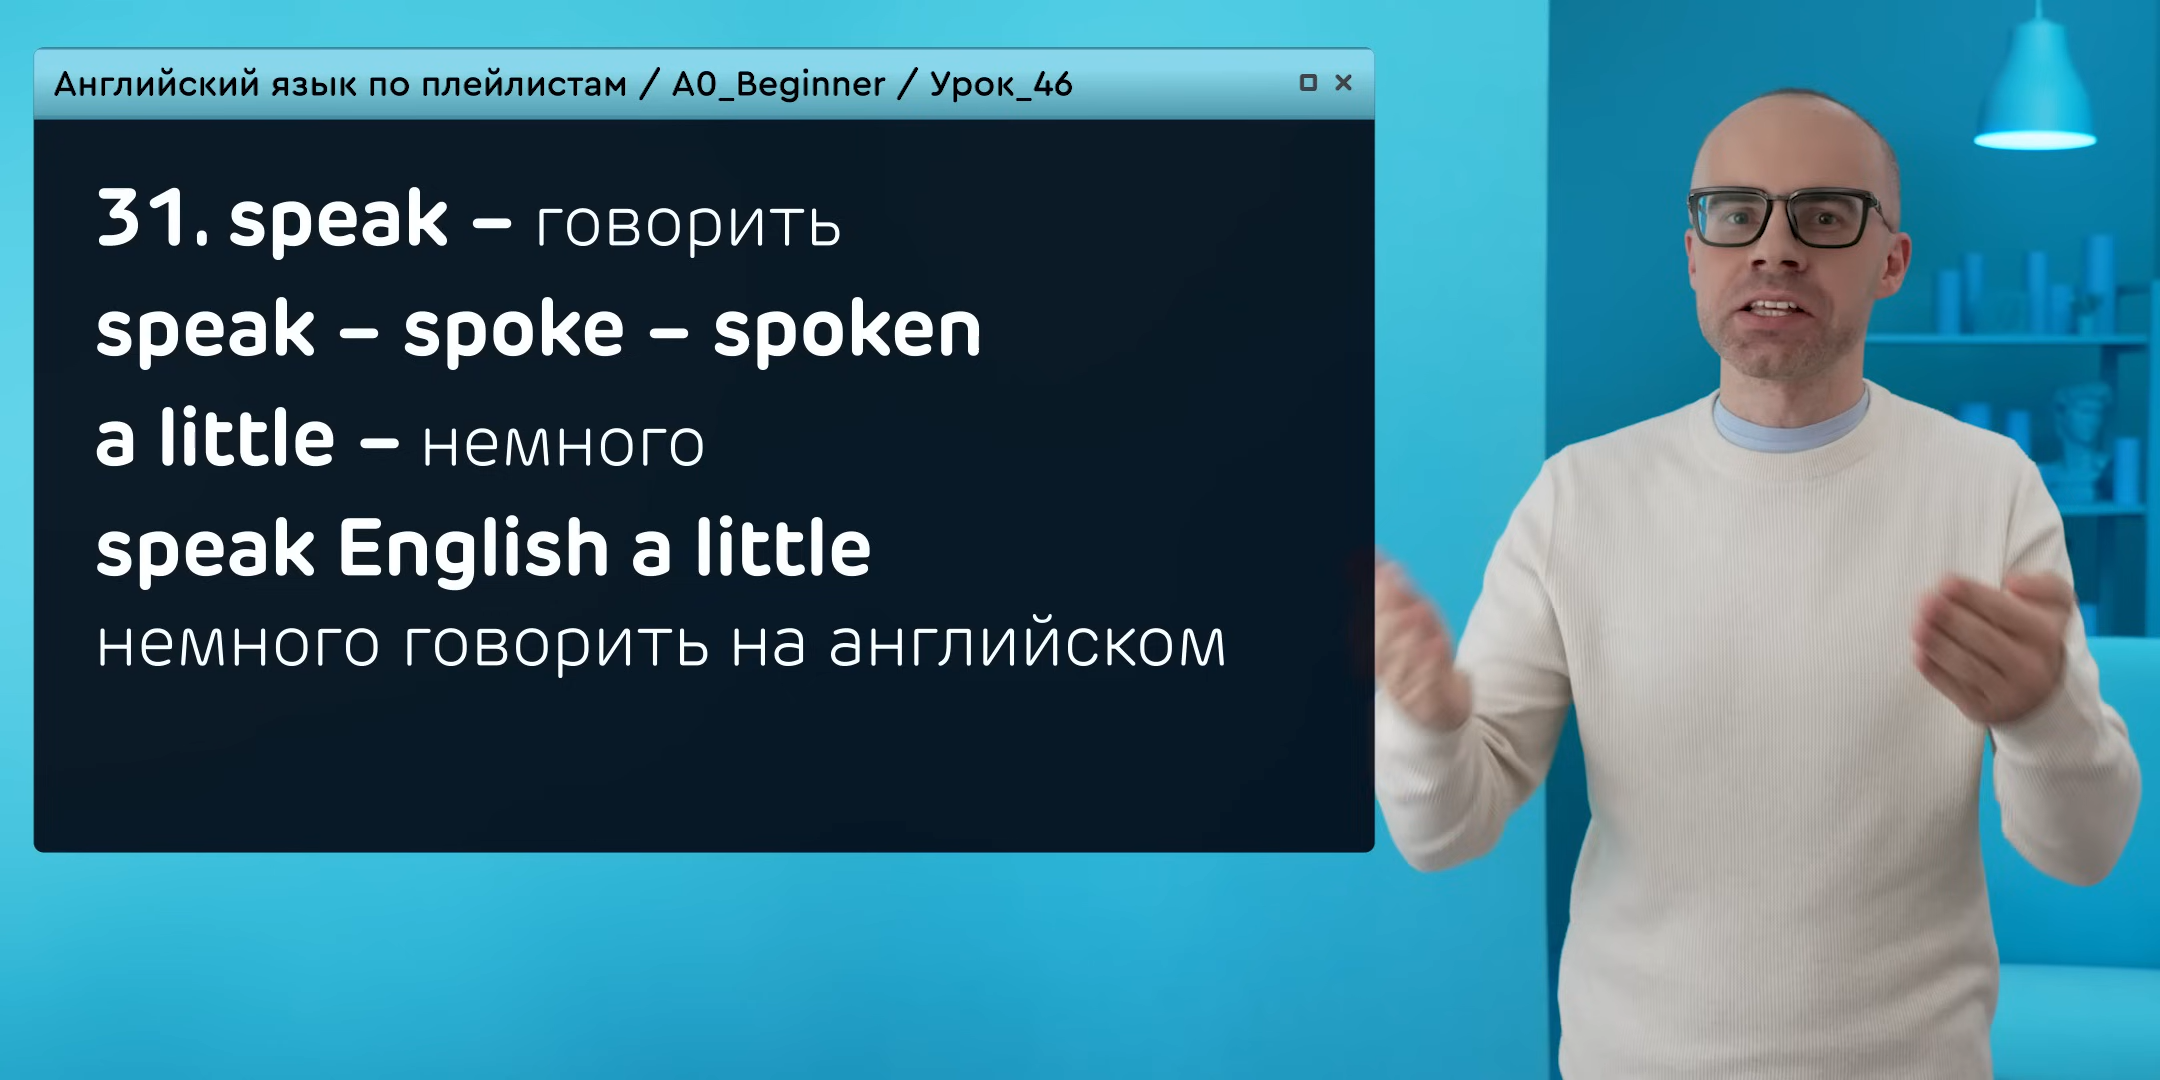 Английский язык по плейлистам / A0_Beginner / Урок_46
31. speak – говорить
speak – spoke – spoken
a little – немного
speak English a little
немного говорить на английском